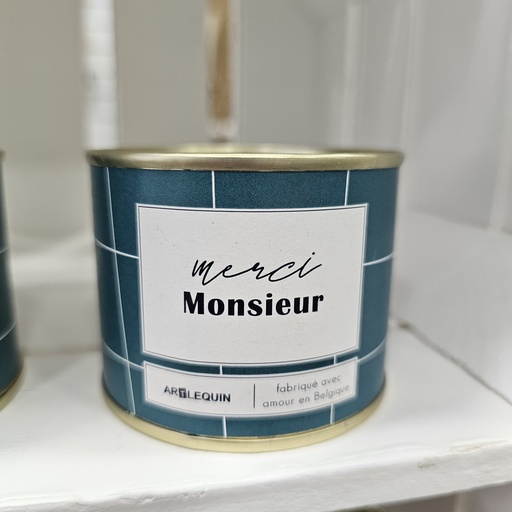 merci
Monsieur
ARTLEQUIN
fabriqué avec
amour en Belgique